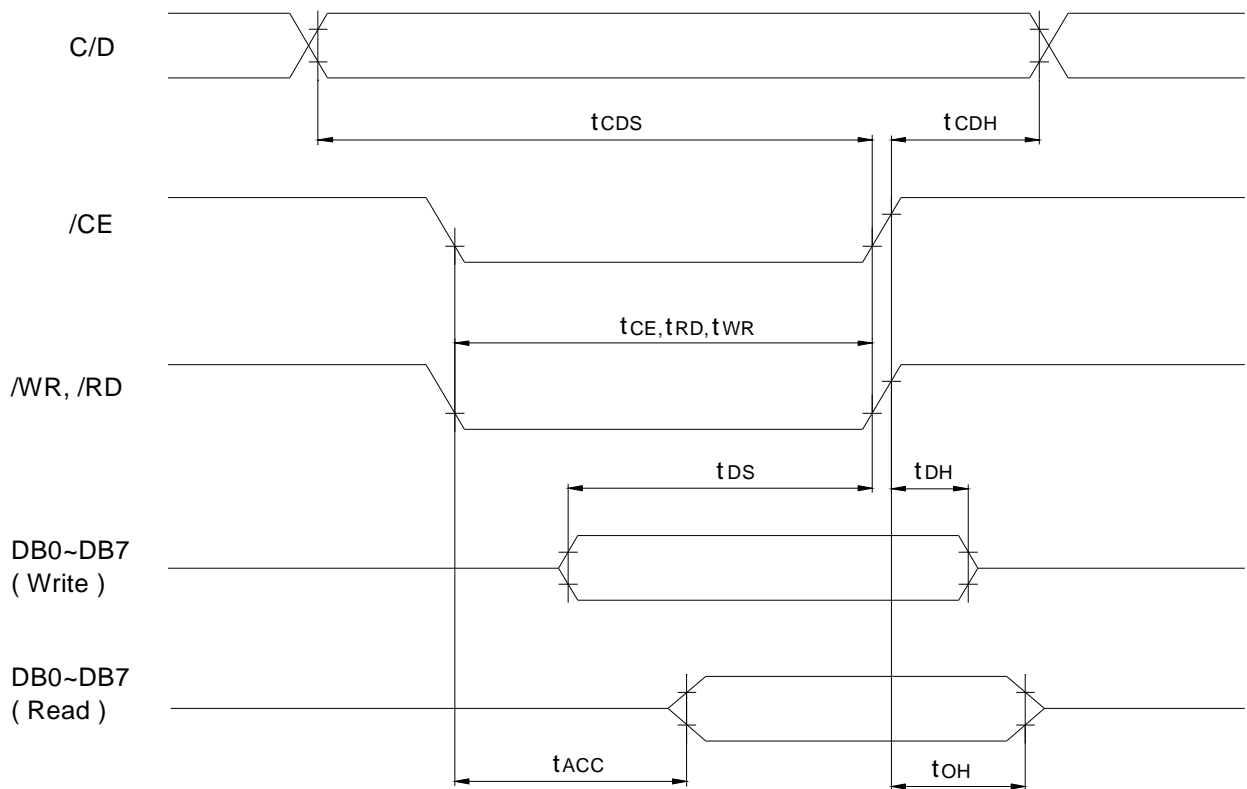 C/D
tCDS
tCDH
/CE
tCE,tRD,tWR
/WR, /RD
tDS
tDH
DB0~DB7
( Write )
DB0~DB7
( Read )
tACC
tOH